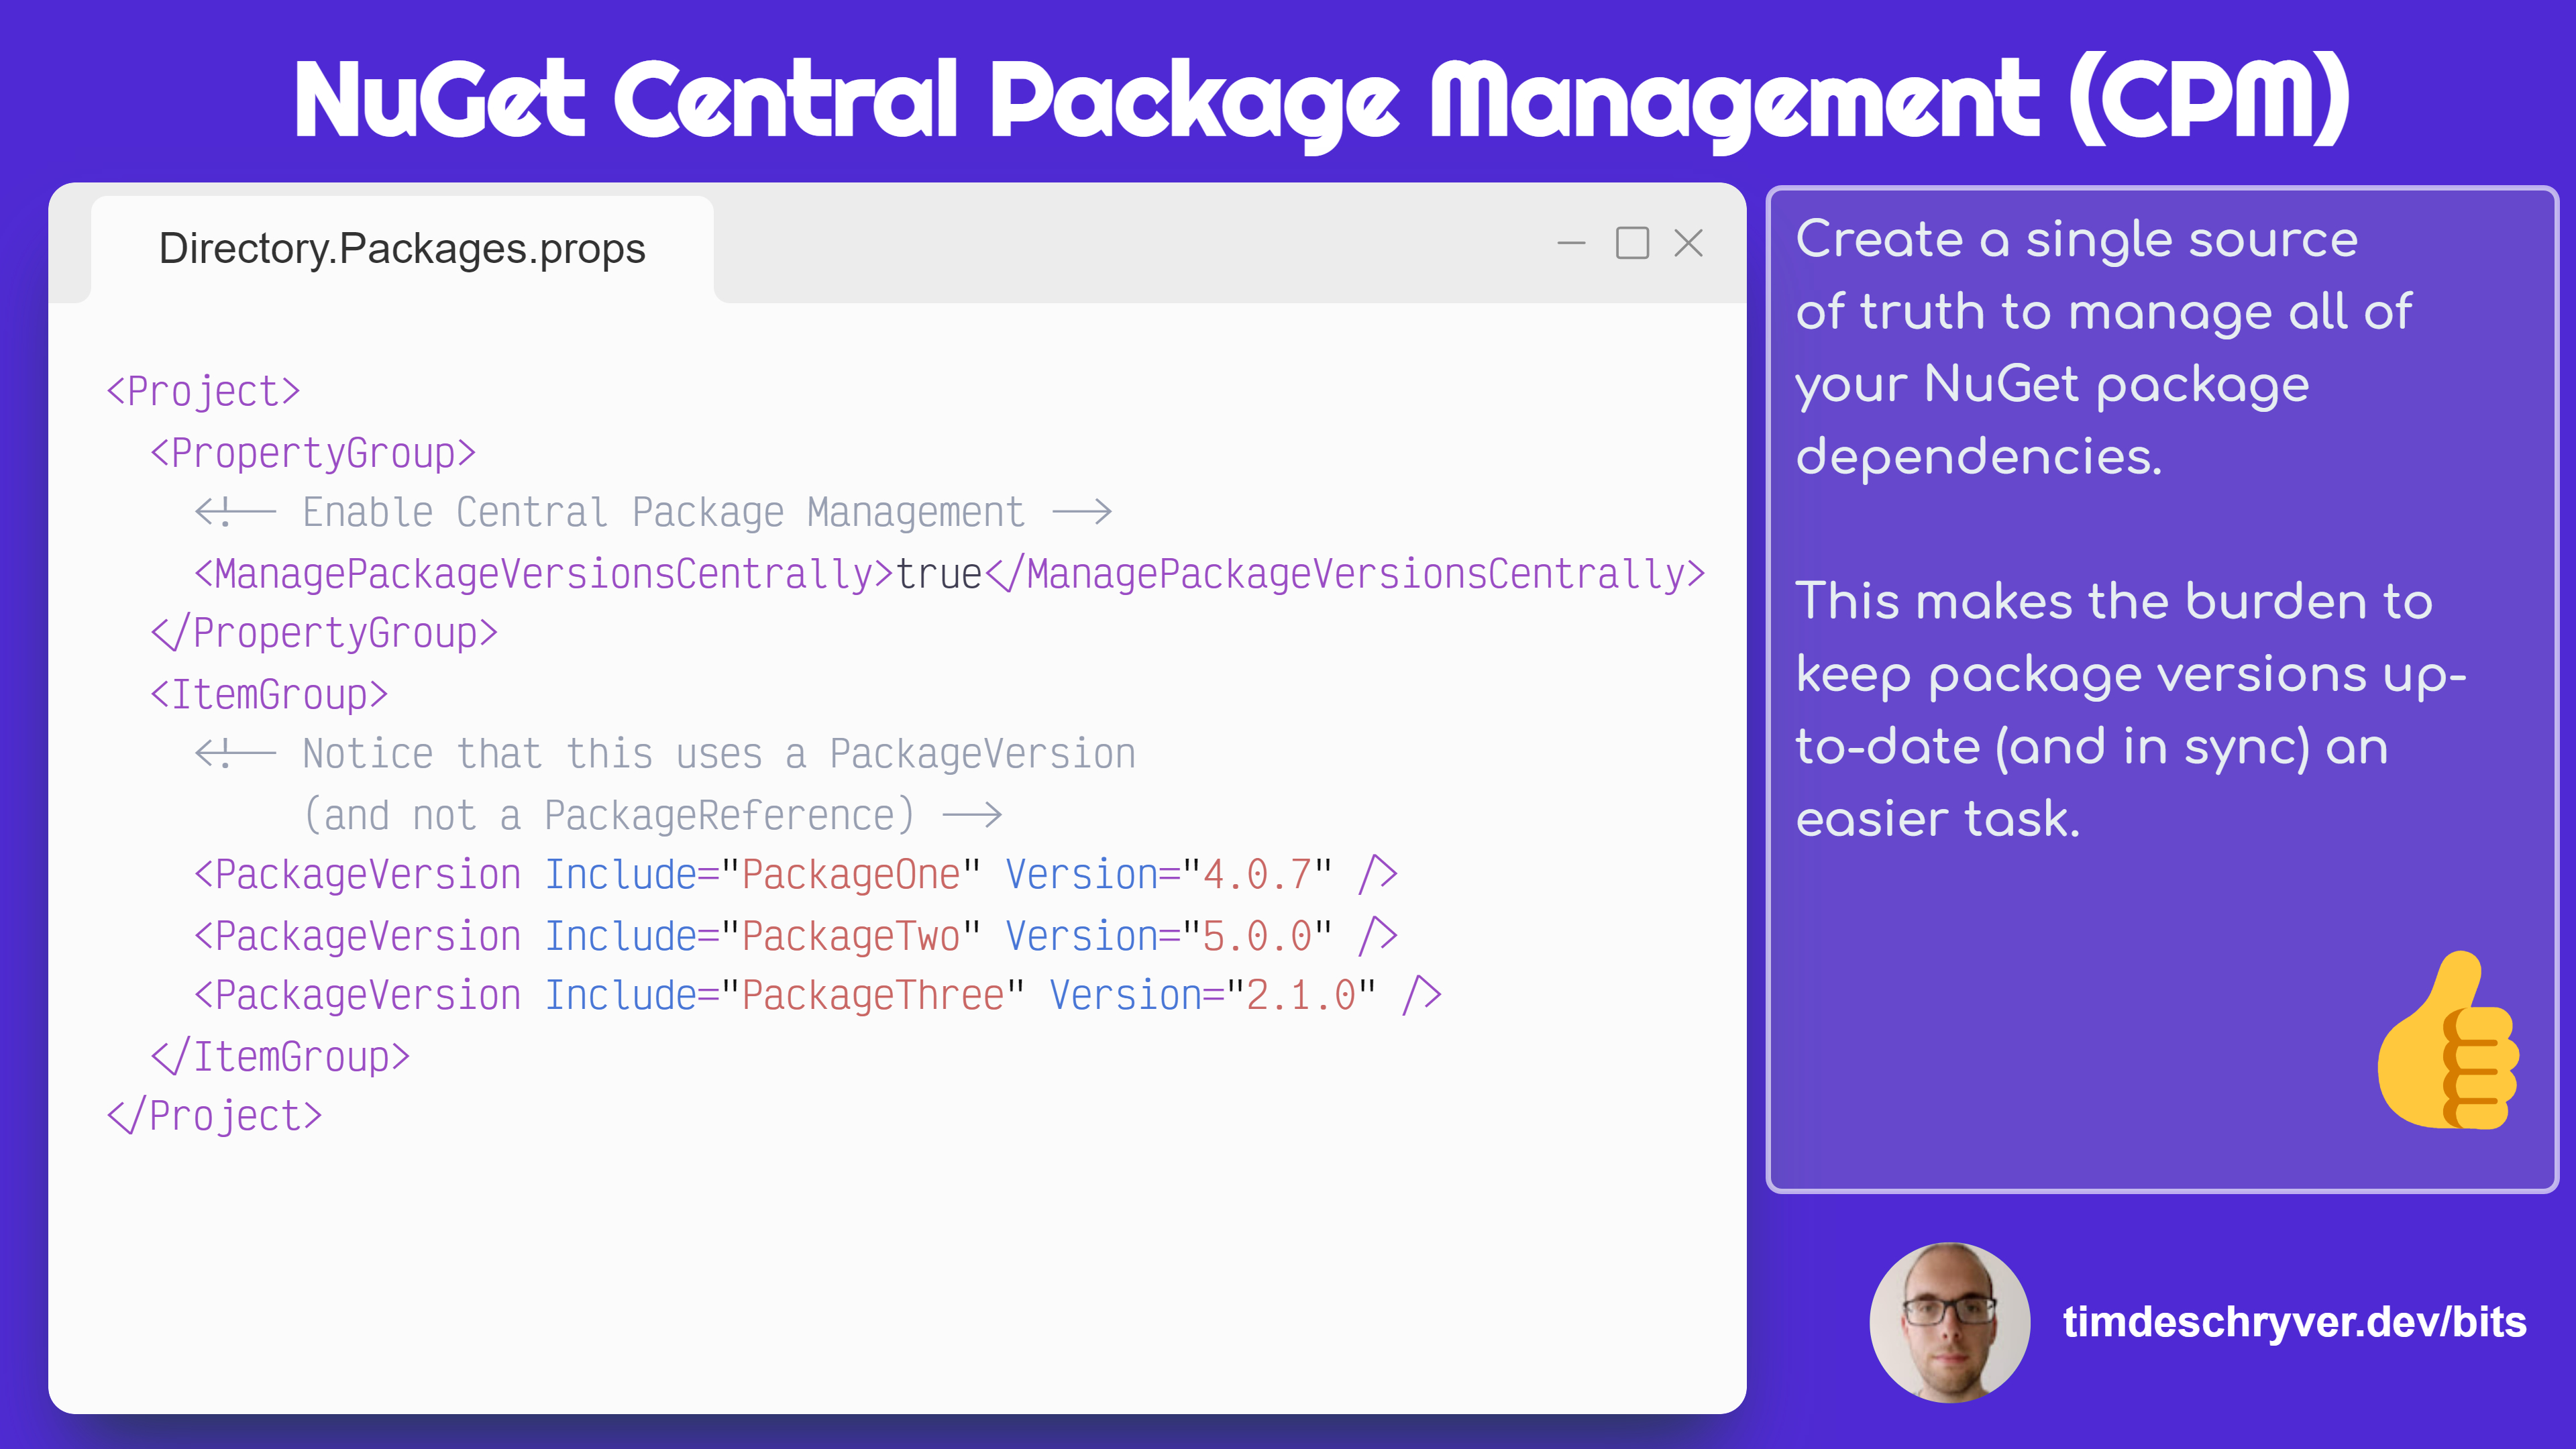 NuGet Central Package Management (CPM)
Directory.Packages.props
<Project>
  <PropertyGroup>
    <!-- Enable Central Package Management -->
    <ManagePackageVersionsCentrally>true</ManagePackageVersionsCentrally>
  </PropertyGroup>
  <ItemGroup>
    <!-- Notice that this uses a PackageVersion
         (and not a PackageReference) -->
    <PackageVersion Include="PackageOne" Version="4.0.7" />
    <PackageVersion Include="PackageTwo" Version="5.0.0" />
    <PackageVersion Include="PackageThree" Version="2.1.0" />
  </ItemGroup>
</Project>
Create a single source
of truth to manage all of
your NuGet package
dependencies.
This makes the burden to
keep package versions up-
to-date (and in sync) an
easier task.
timdeschryver.dev/bits